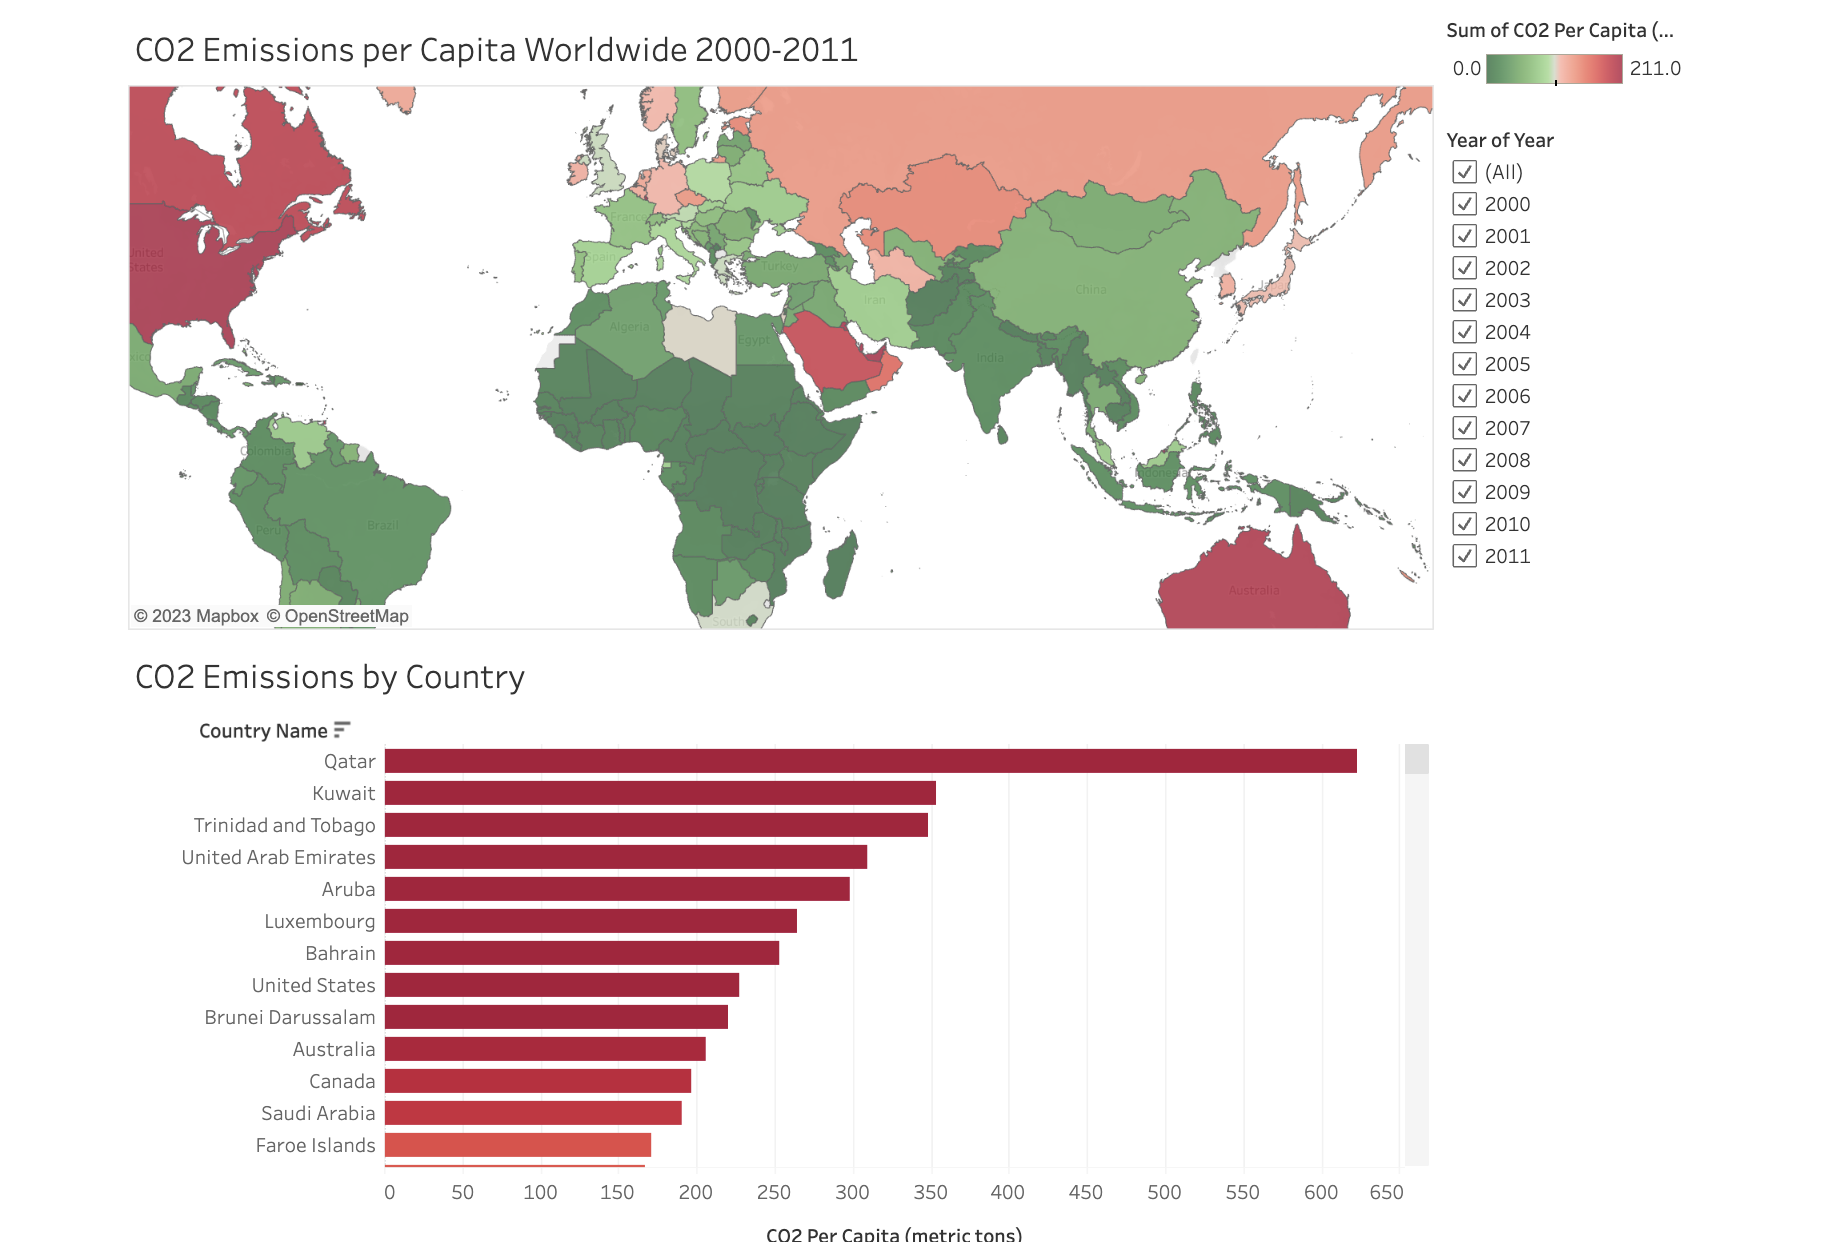 CO2 Emissions per Capita Worldwide 2000-2011
Sum of CO2 Per Capita (...
0.0
211.0
Year of Year
(All)
2000
2001
2002
2003
2004
2005
2006
2007
2008
2009
2010
2011
United
States
France
Spain
Turkey
Iran
China
Algeria
Egypt
India
Colombia
Indonesia
Peru
Brazil
Australia
South
© 2023 Mapbox © OpenStreetMap
CO2 Emissions by Country
Country Name
Qatar
Kuwait
Trinidad and Tobago
United Arab Emirates
Aruba
Luxembourg
Bahrain
United States
Brunei Darussalam
Australia
Canada
Saudi Arabia
Faroe Islands
0 50 100 150 200 250 300 350 400 450 500 550 600 650
CO2 Per Capita (metric tons)